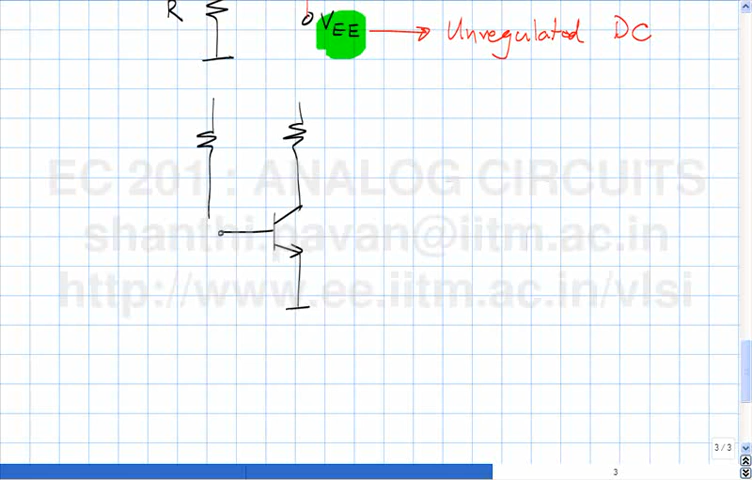 R
VEE → Unregulated DC
EC 201 : ANALOG CIRCUITS
shanthi.pavan@iitm.ac.in
http://www.ee.iitm.ac.in/vlsi
3 / 3
3